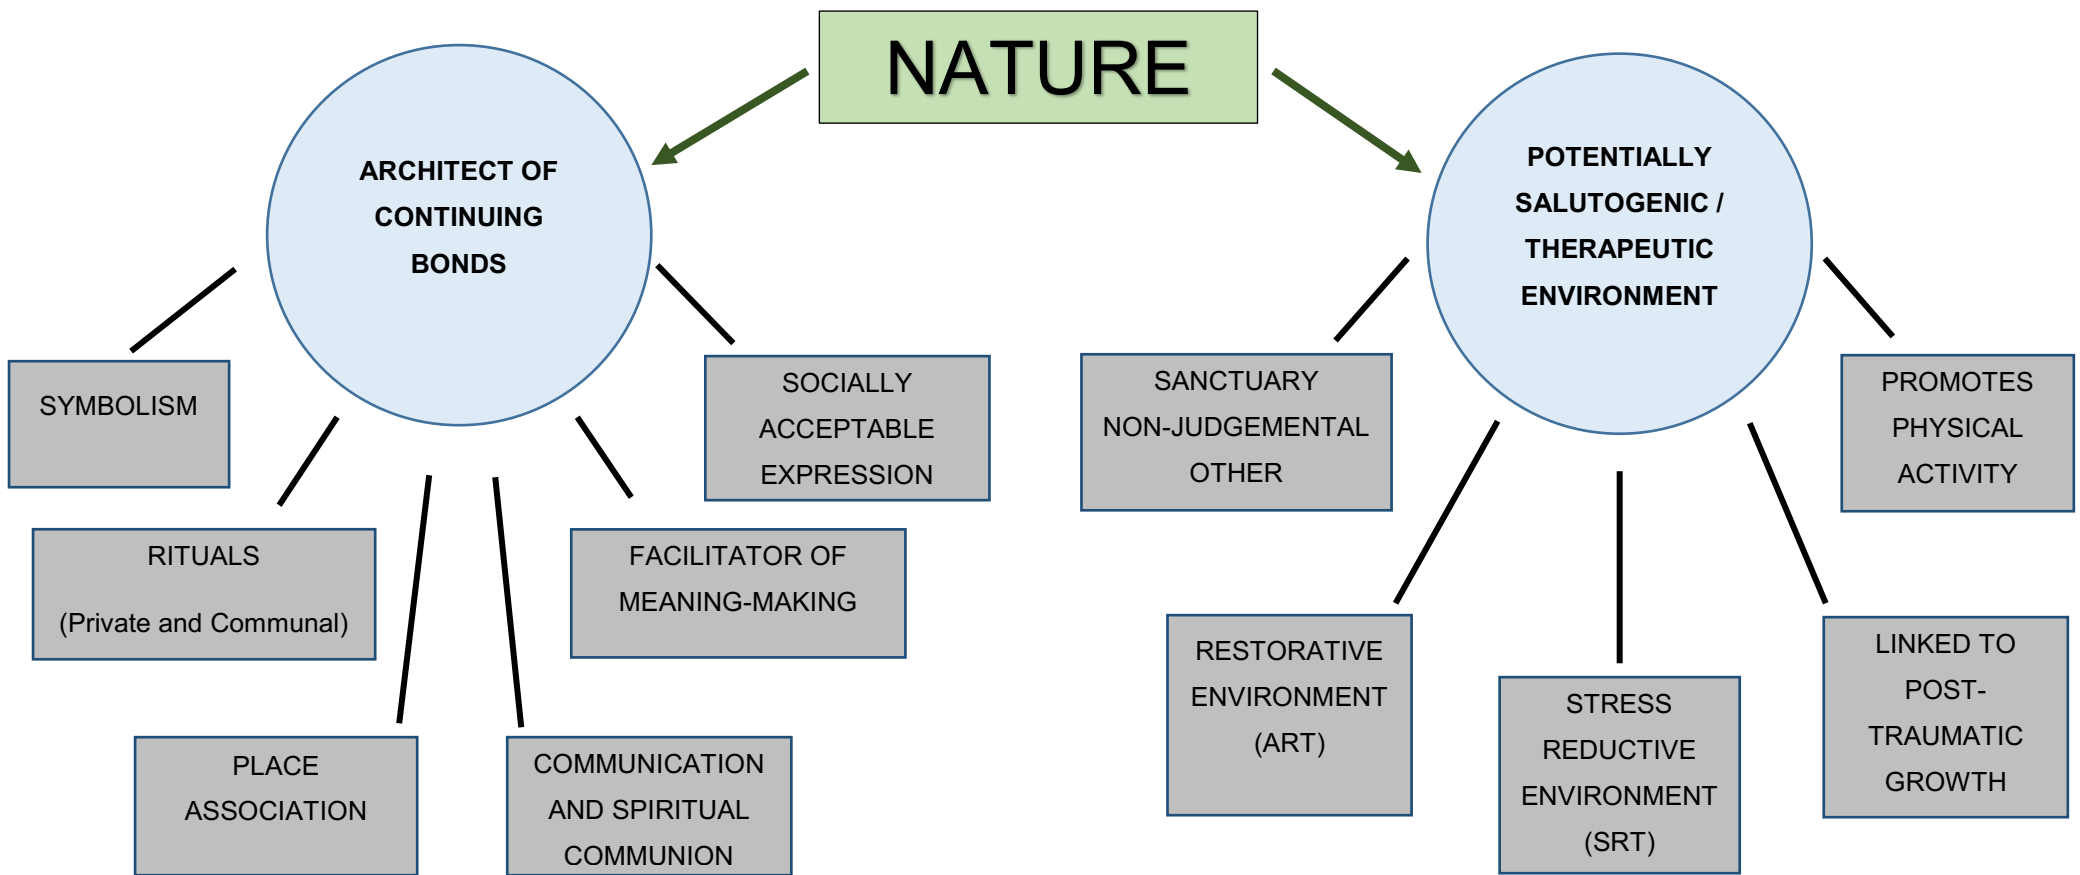 NATURE
ARCHITECT OF
CONTINUING
BONDS
POTENTIALLY
SALUTOGENIC /
THERAPEUTIC
ENVIRONMENT
SYMBOLISM
RITUALS
(Private and Communal)
PLACE
ASSOCIATION
COMMUNICATION
AND SPIRITUAL
COMMUNION
FACILITATOR OF
MEANING-MAKING
SOCIALLY
ACCEPTABLE
EXPRESSION
SANCTUARY
NON-JUDGEMENTAL
OTHER
RESTORATIVE
ENVIRONMENT
(ART)
STRESS
REDUCTIVE
ENVIRONMENT
(SRT)
LINKED TO
POST-
TRAUMATIC
GROWTH
PROMOTES
PHYSICAL
ACTIVITY